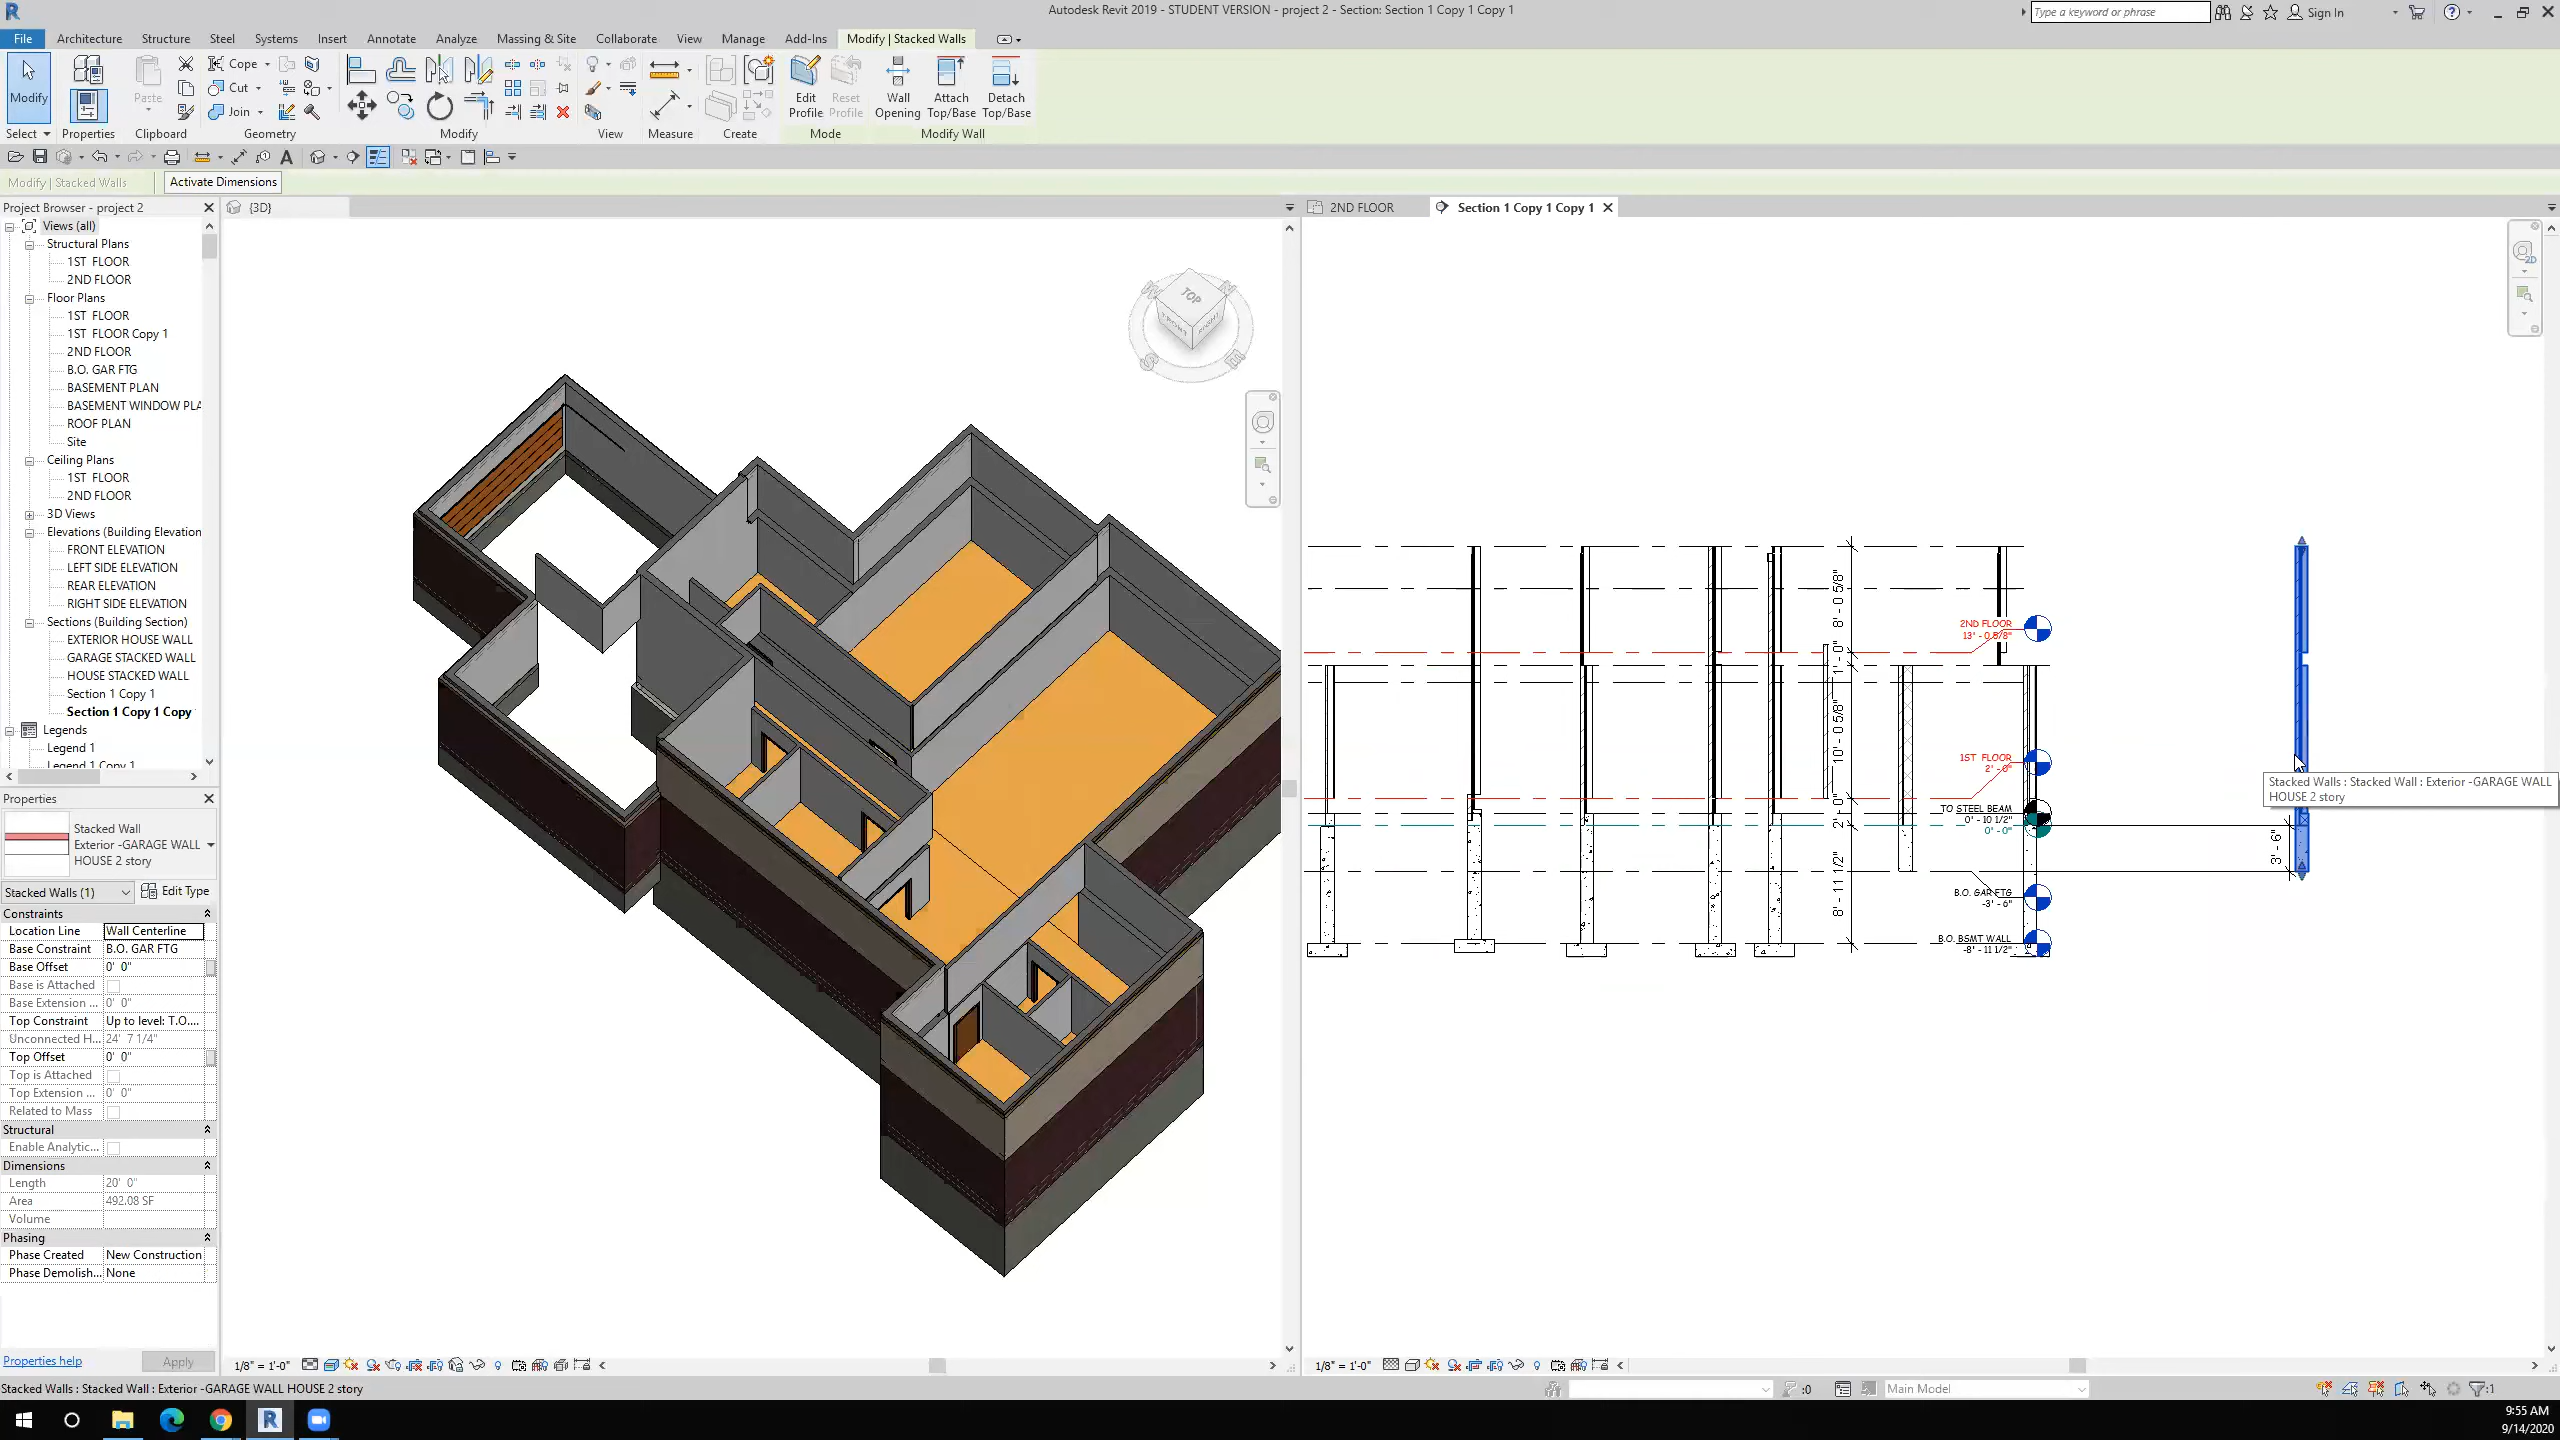 Autodesk Revit 2019 - STUDENT VERSION - project 2 - Section: Section 1 Copy 1 Copy 1
Type a keyword or phrase
Sign In
File Architecture Structure Steel Systems Insert Annotate Analyze Massing & Site Collaborate View Manage Add-Ins Modify | Stacked Walls
Modify
Paste
Cope
Cut
Join
Edit Profile
Reset Profile
Wall Opening
Attach Top/Base
Detach Top/Base
Select Properties Clipboard Geometry Modify View Measure Create Mode Modify Wall
Modify | Stacked Walls Activate Dimensions
Project Browser - project 2
{3D}
2ND FLOOR
Section 1 Copy 1 Copy 1
Views (all)
Structural Plans
1ST FLOOR
2ND FLOOR
Floor Plans
1ST FLOOR
1ST FLOOR Copy 1
2ND FLOOR
B.O. GAR FTG
BASEMENT PLAN
BASEMENT WINDOW PLA
ROOF PLAN
Site
Ceiling Plans
1ST FLOOR
2ND FLOOR
3D Views
Elevations (Building Elevation
FRONT ELEVATION
LEFT SIDE ELEVATION
REAR ELEVATION
RIGHT SIDE ELEVATION
Sections (Building Section)
EXTERIOR HOUSE WALL
GARAGE STACKED WALL
HOUSE STACKED WALL
Section 1 Copy 1
Section 1 Copy 1 Copy
Legends
Legend 1
Legend 1 Copy 1
Properties
Stacked Wall
Exterior -GARAGE WALL
HOUSE 2 story
Stacked Walls (1) Edit Type
Constraints
Location Line Wall Centerline
Base Constraint B.O. GAR FTG
Base Offset 0' 0"
Base is Attached
Base Extension ... 0' 0"
Top Constraint Up to level: T.O....
Unconnected H... 24' 7 1/4"
Top Offset 0' 0"
Top is Attached
Top Extension ... 0' 0"
Related to Mass
Structural
Enable Analytic...
Dimensions
Length 20' 0"
Area 492.08 SF
Volume
Phasing
Phase Created New Construction
Phase Demolish... None
Properties help Apply
TOP
FRONT
RIGHT
N
W
S
E
2D
8' - 0 5/8"
1' - 0"
10' - 0 5/8"
2' - 0"
8' - 11 1/2"
2ND FLOOR
13' - 0 5/8"
1ST FLOOR
2' - 0"
TO STEEL BEAM
0' - 10 1/2"
0' - 0"
B.O. GAR FTG
-3' - 6"
B.O. BSMT WALL
-8' - 11 1/2"
3' - 6"
Stacked Walls : Stacked Wall : Exterior -GARAGE WALL
HOUSE 2 story
1/8" = 1'-0"
1/8" = 1'-0"
Stacked Walls : Stacked Wall : Exterior -GARAGE WALL HOUSE 2 story
:0
Main Model
:1
9:55 AM
9/14/2020